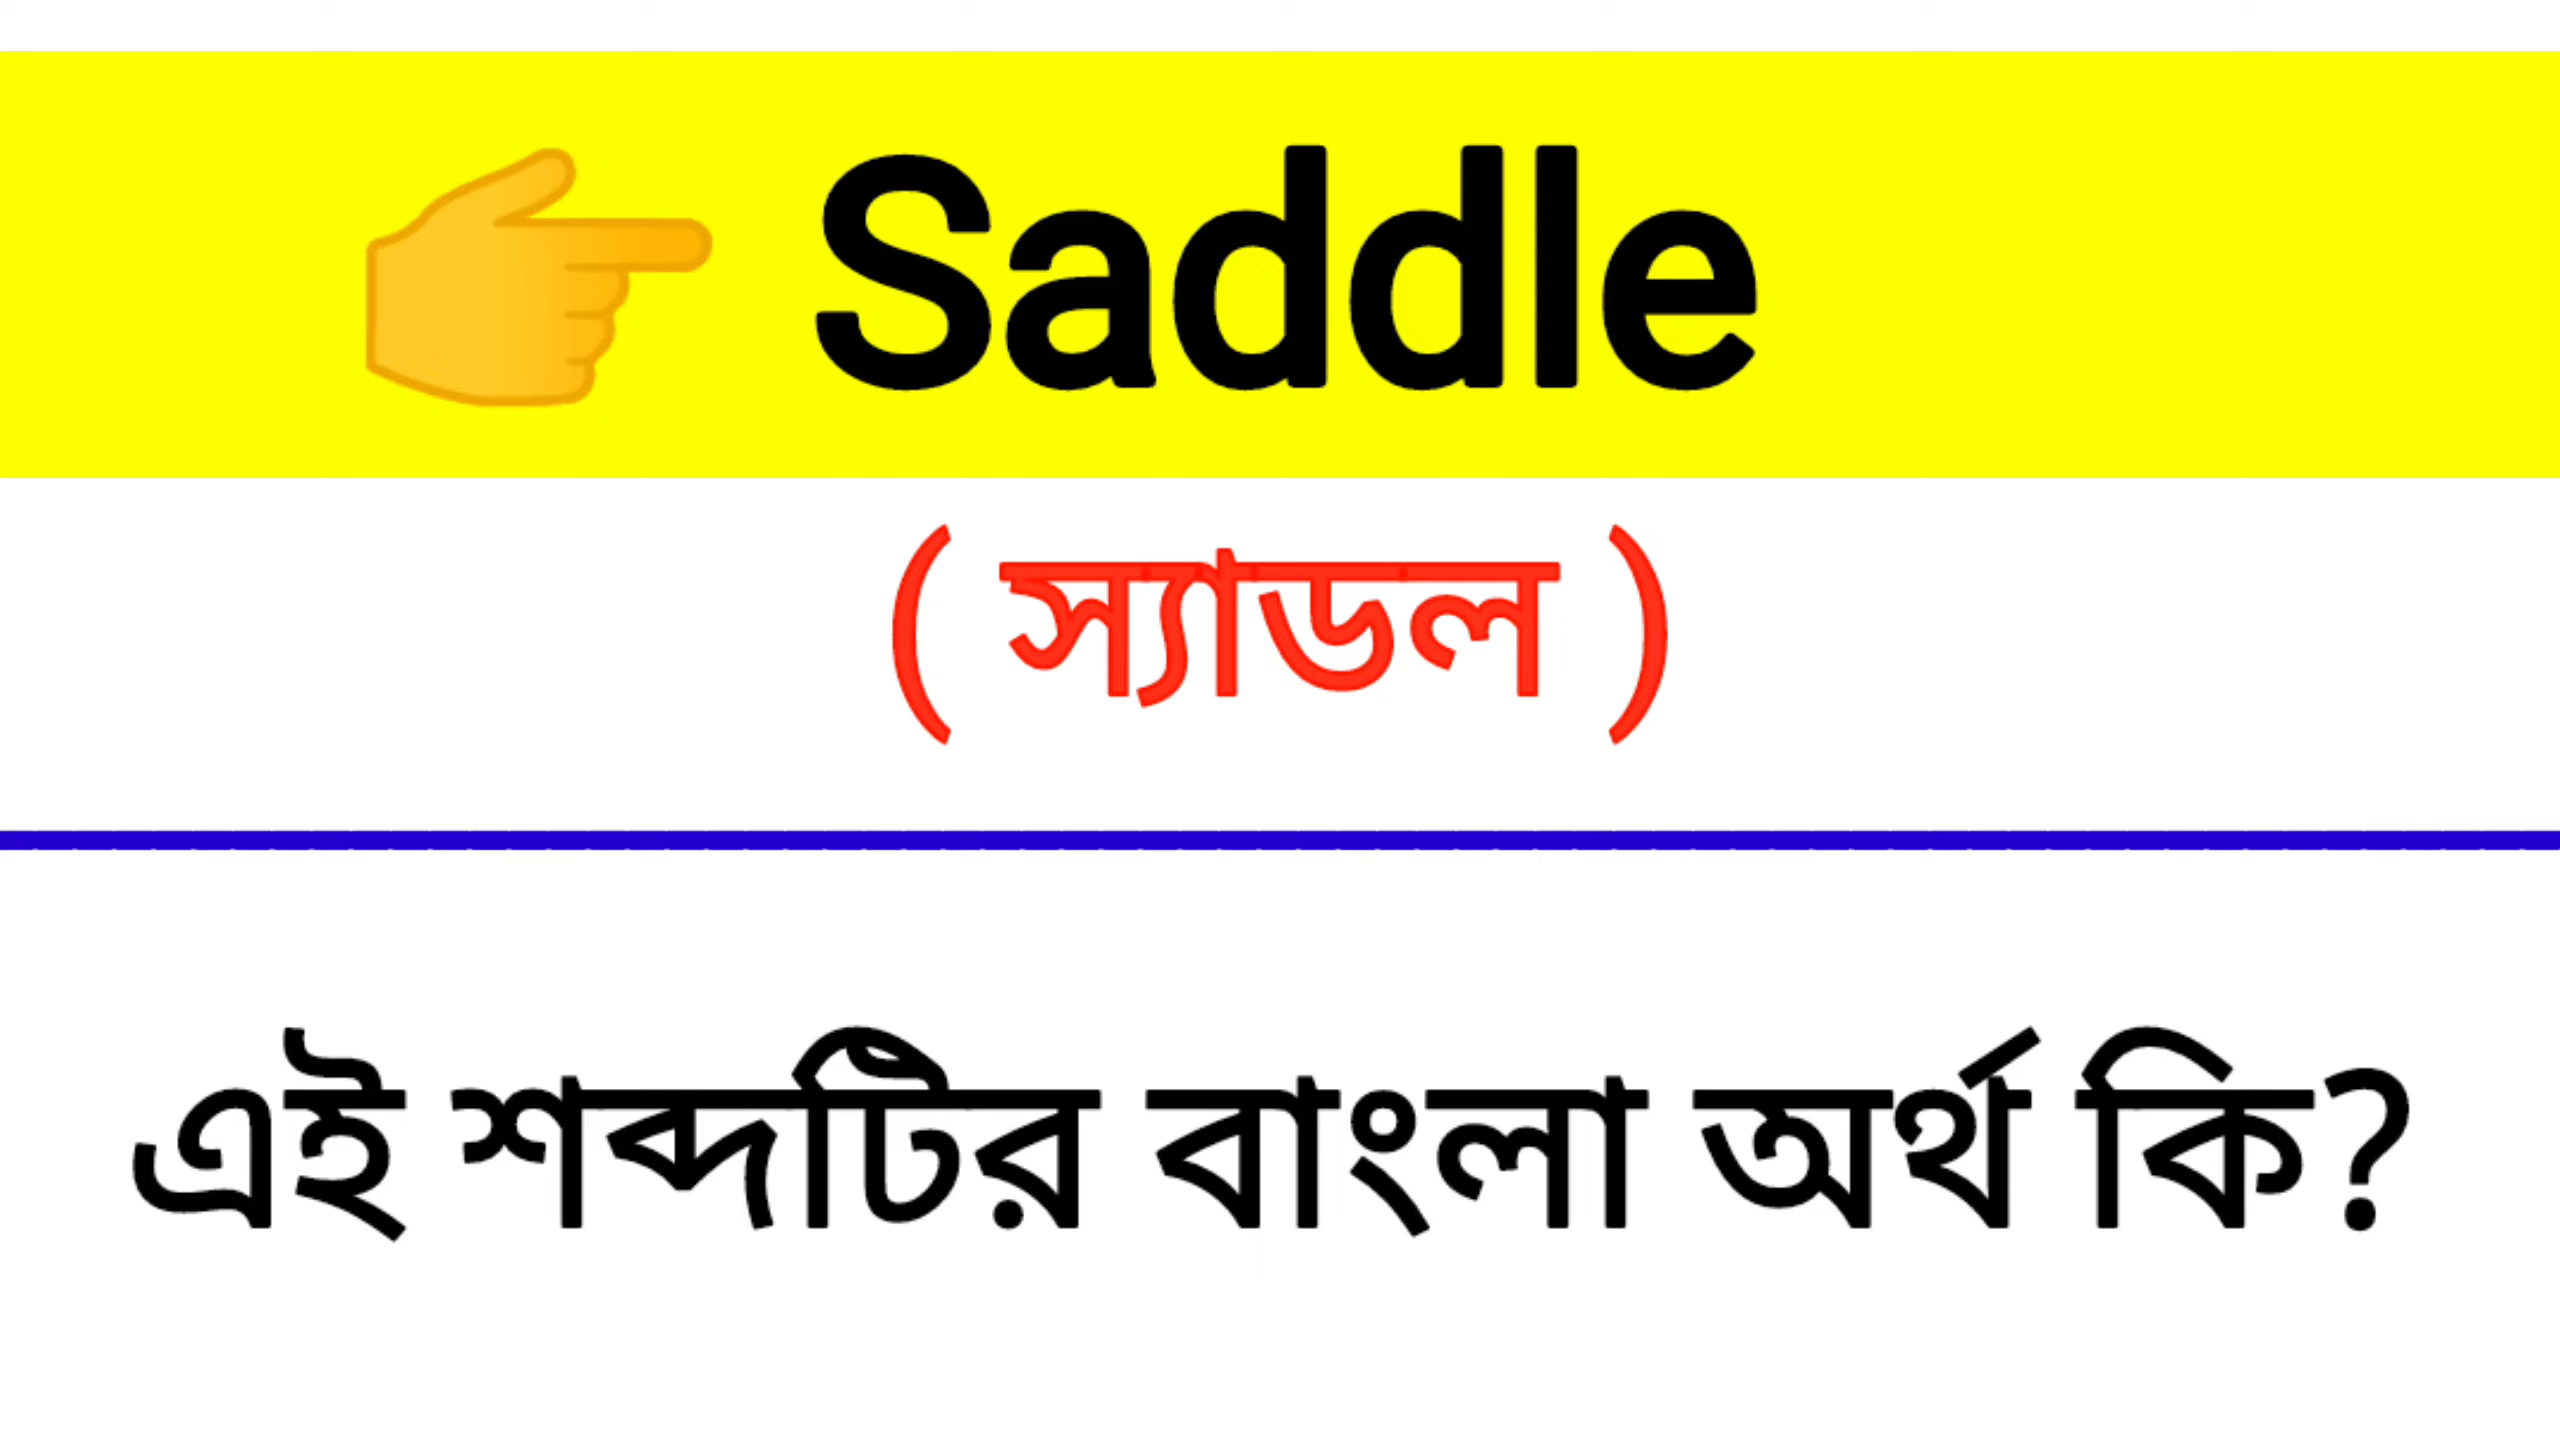 👉 Saddle
( স্যাডল )
এই শব্দটির বাংলা অর্থ কি?